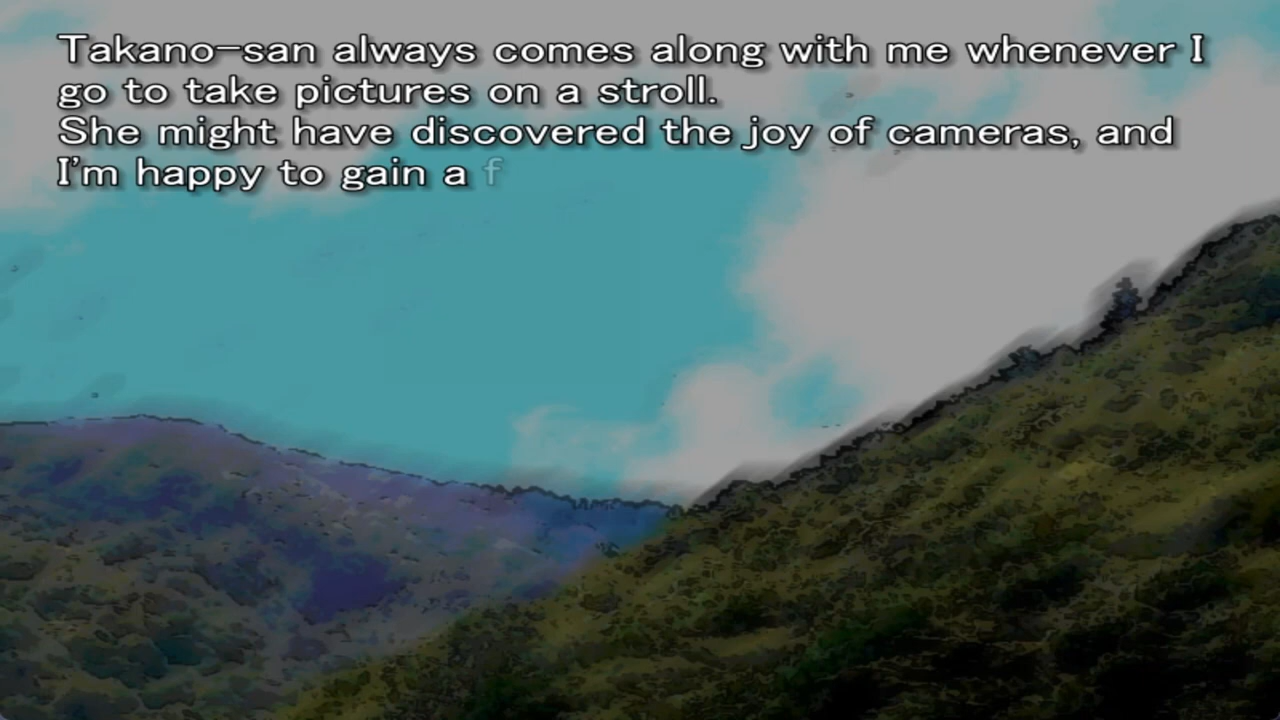 Takano-san always comes along with me whenever I
go to take pictures on a stroll.
She might have discovered the joy of cameras, and
I'm happy to gain a f